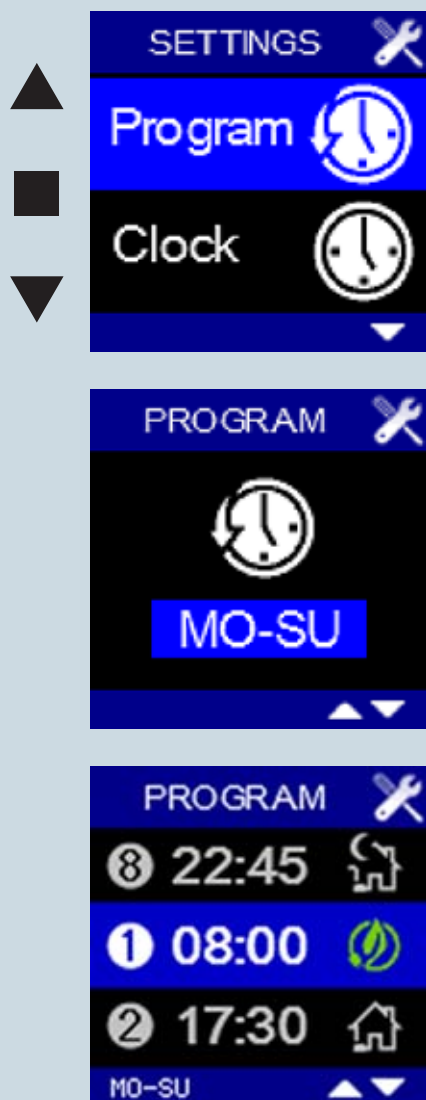 SETTINGS
Program
Clock
PROGRAM
MO-SU
PROGRAM
8 22:45
1 08:00
2 17:30
MO-SU